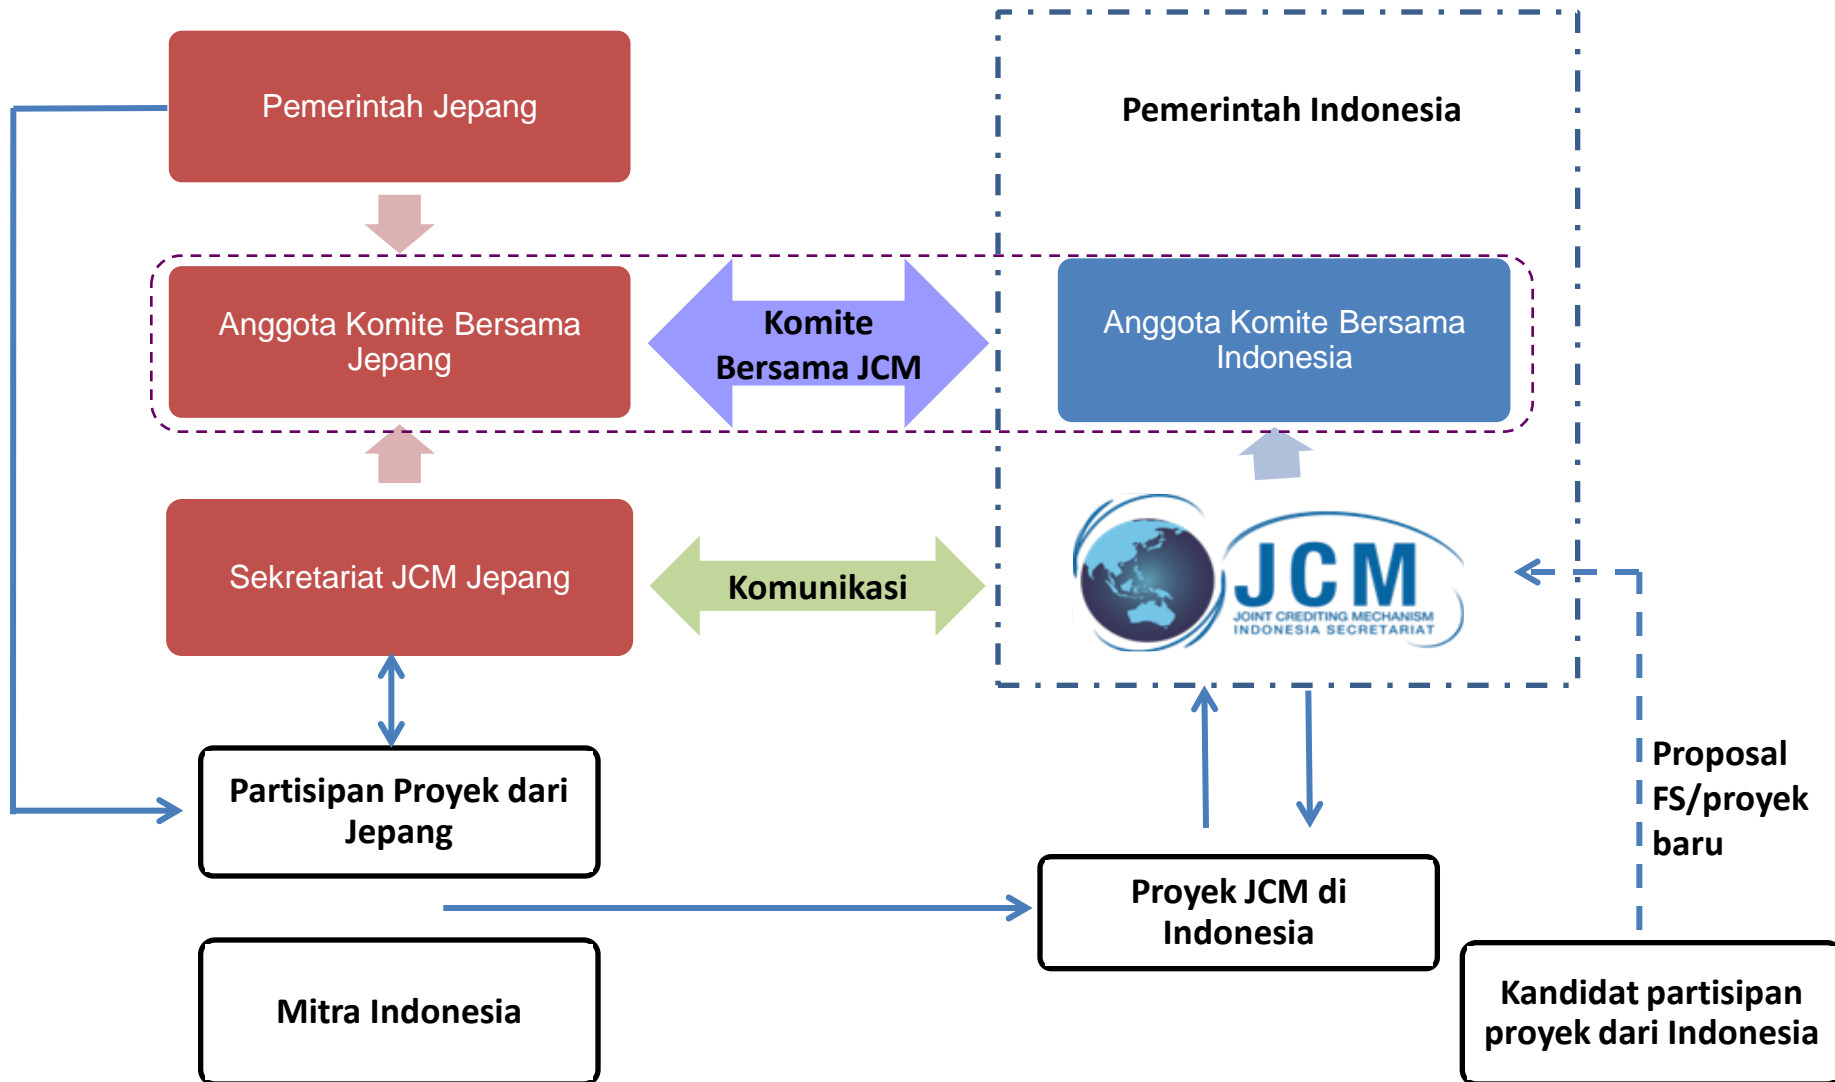 Pemerintah Jepang
Pemerintah Indonesia
Anggota Komite Bersama
Jepang
Komite
Bersama JCM
Anggota Komite Bersama
Indonesia
Sekretariat JCM Jepang
Komunikasi
JCM
JOINT CREDITING MECHANISM
INDONESIA SECRETARIAT
Partisipan Proyek dari
Jepang
Proposal
FS/proyek
baru
Proyek JCM di
Indonesia
Mitra Indonesia
Kandidat partisipan
proyek dari Indonesia